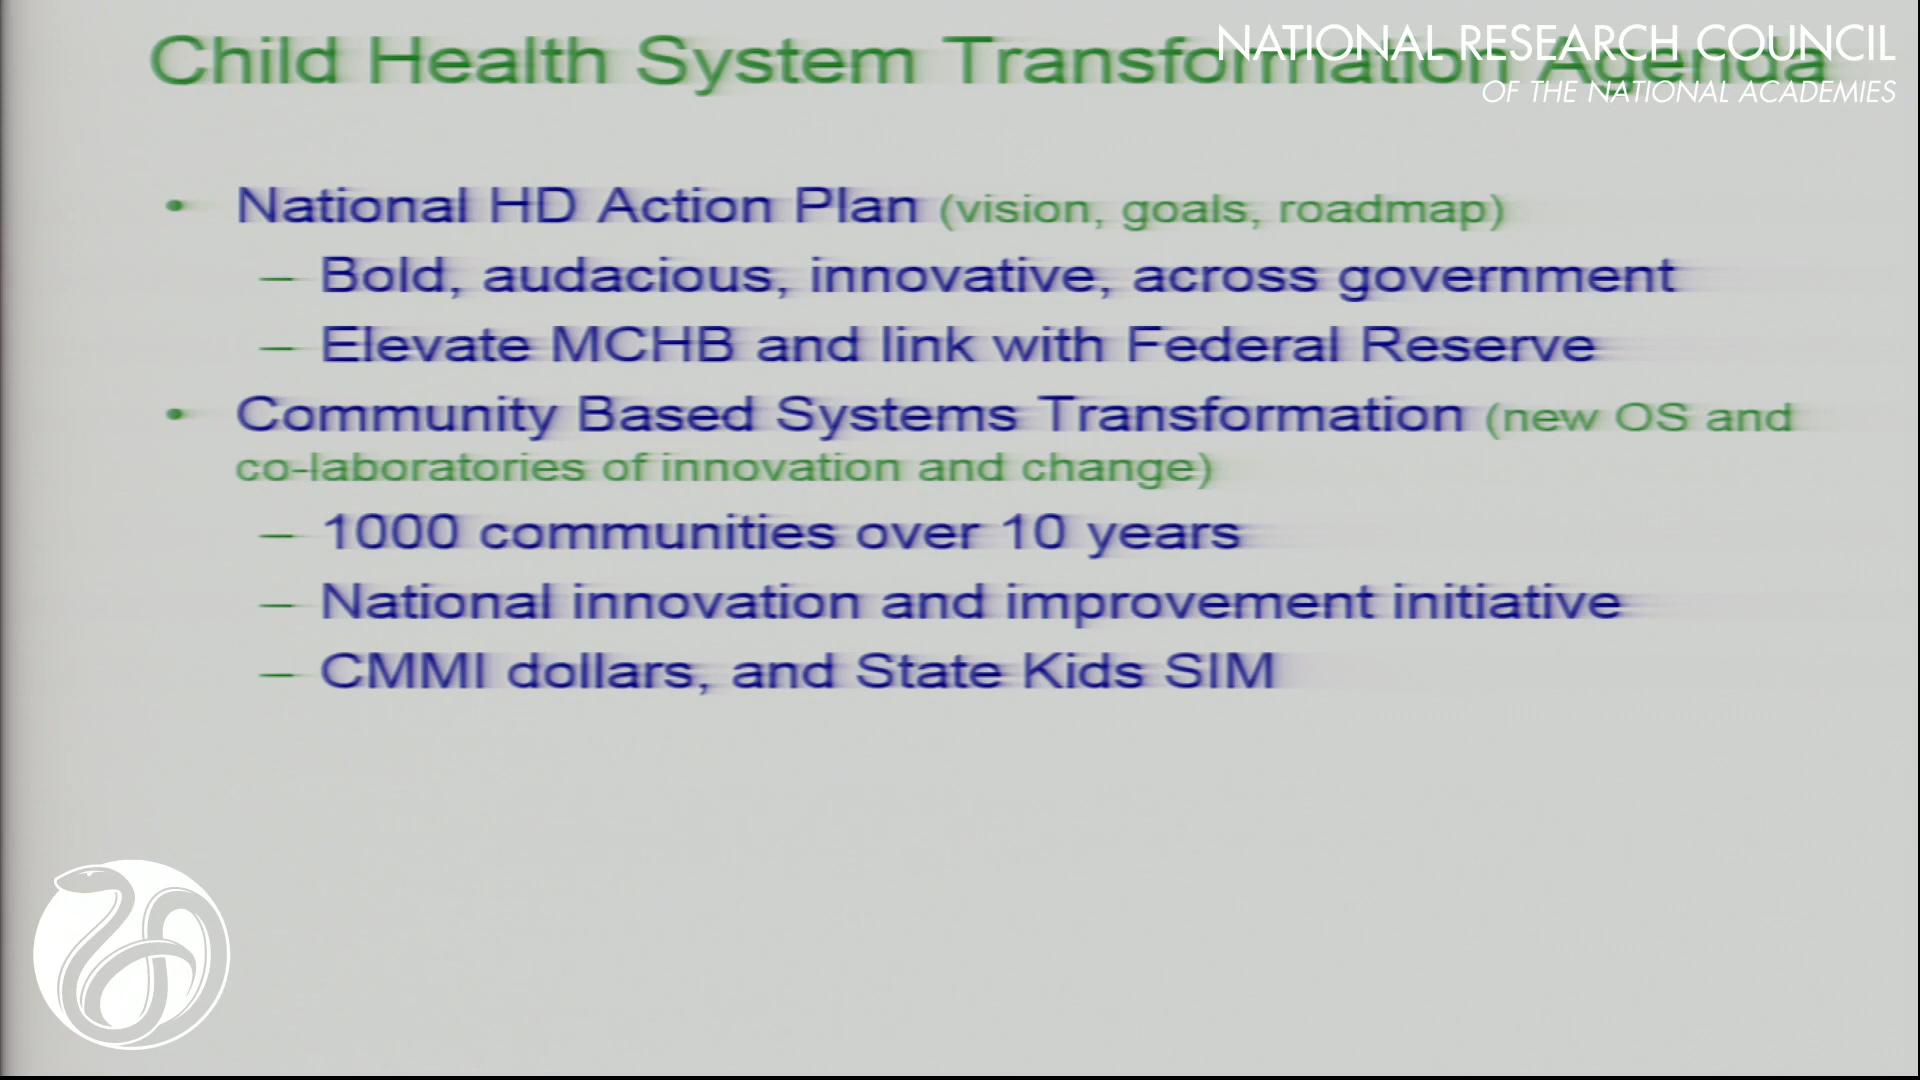 Child Health System Transformation Agenda
NATIONAL RESEARCH COUNCIL
OF THE NATIONAL ACADEMIES
• National HD Action Plan (vision, goals, roadmap)
– Bold, audacious, innovative, across government
– Elevate MCHB and link with Federal Reserve
• Community Based Systems Transformation (new OS and
co-laboratories of innovation and change)
– 1000 communities over 10 years
– National innovation and improvement initiative
– CMMI dollars, and State Kids SIM